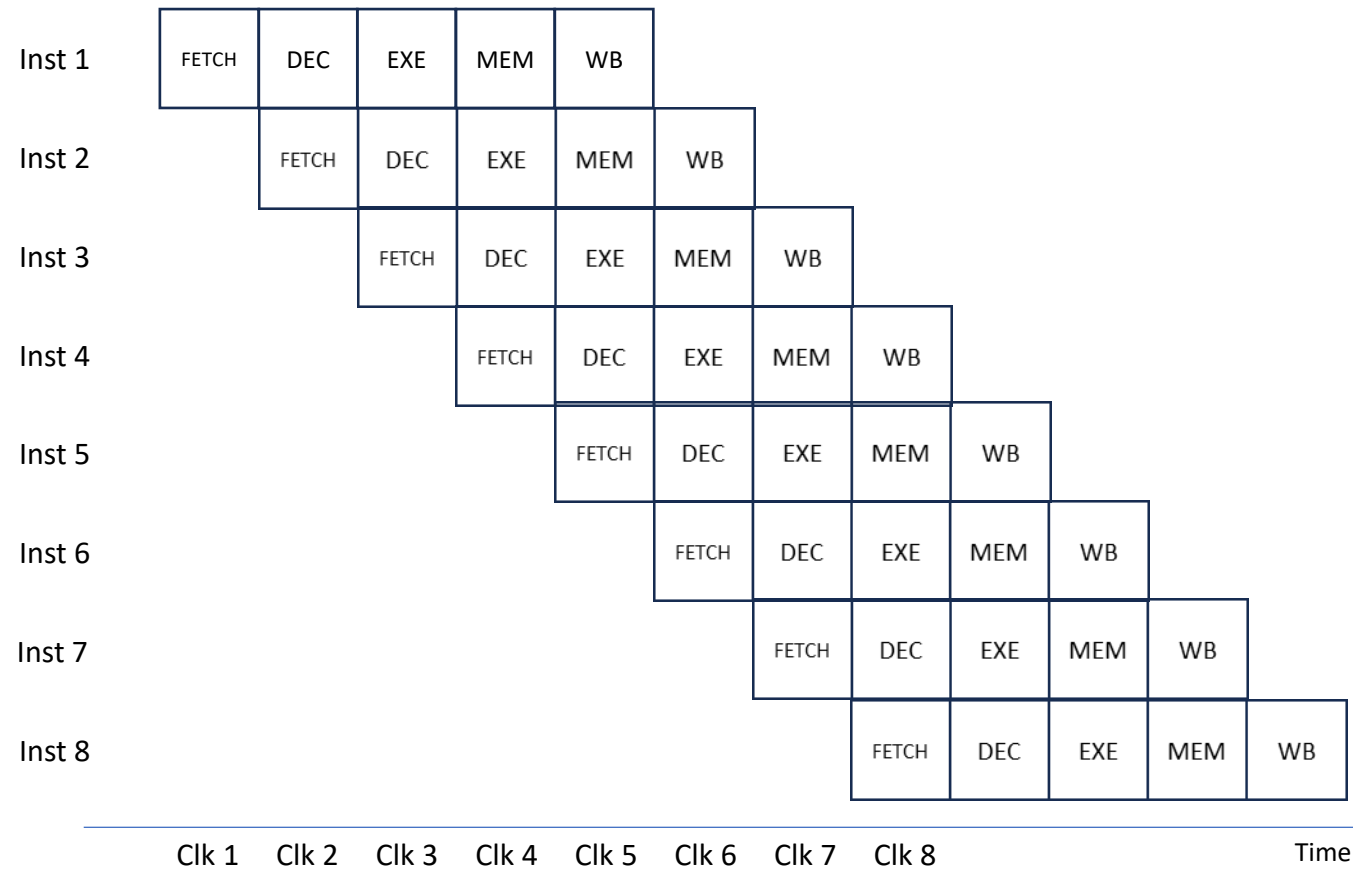 Inst 1 FETCH DEC EXE MEM WB
Inst 2 FETCH DEC EXE MEM WB
Inst 3 FETCH DEC EXE MEM WB
Inst 4 FETCH DEC EXE MEM WB
Inst 5 FETCH DEC EXE MEM WB
Inst 6 FETCH DEC EXE MEM WB
Inst 7 FETCH DEC EXE MEM WB
Inst 8 FETCH DEC EXE MEM WB
Clk 1 Clk 2 Clk 3 Clk 4 Clk 5 Clk 6 Clk 7 Clk 8 Time